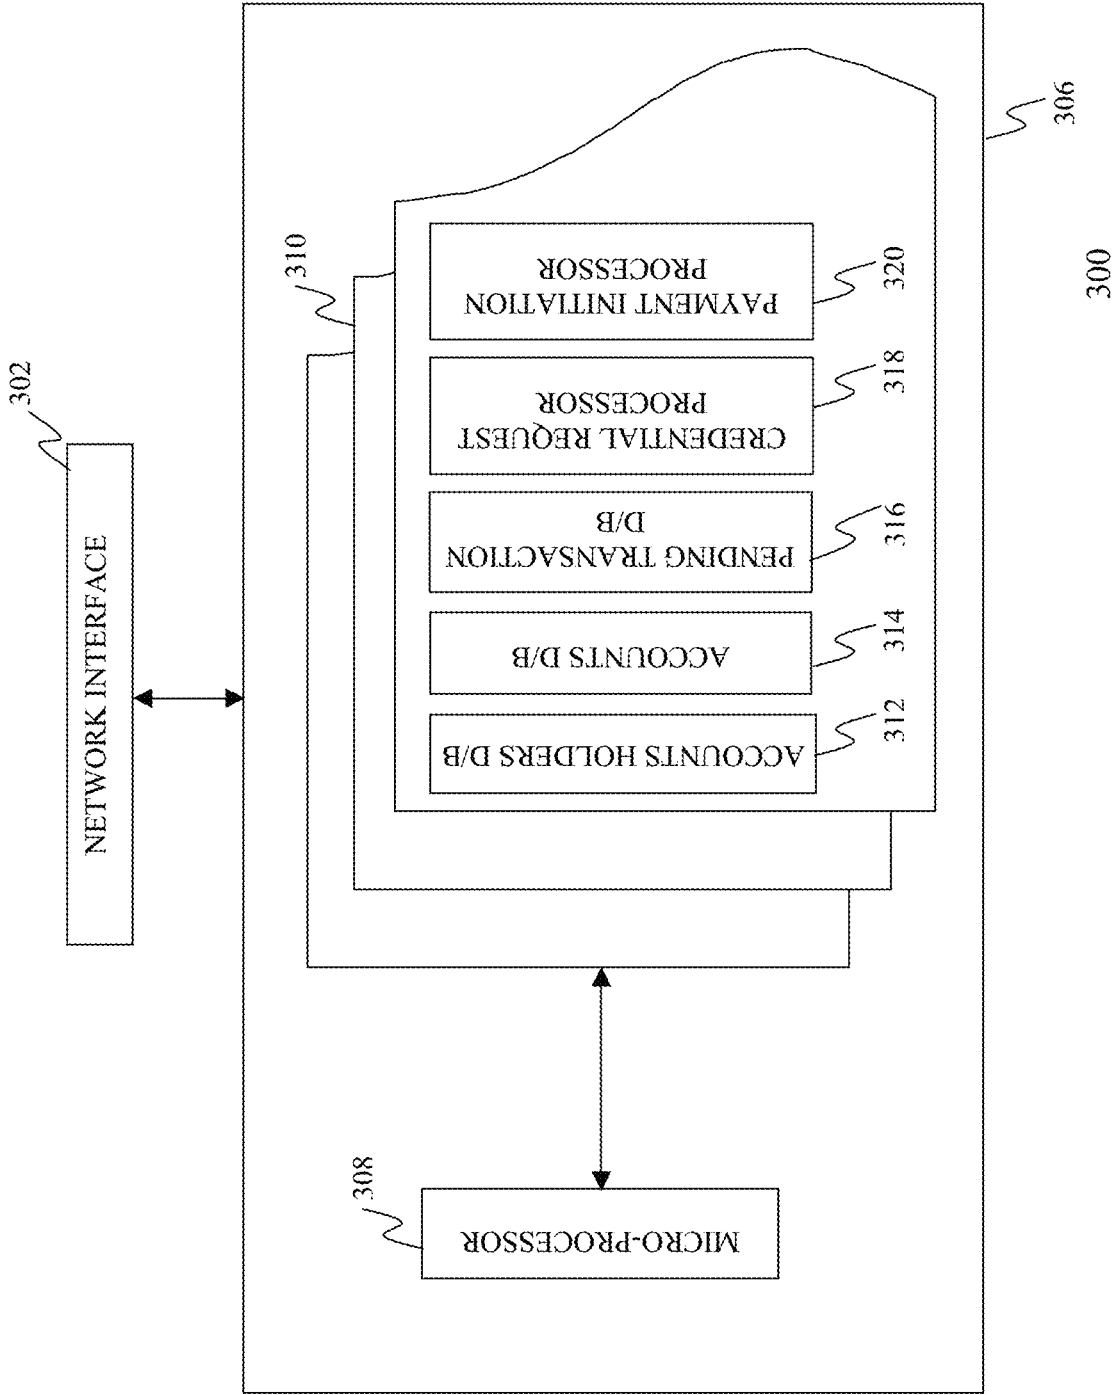 NETWORK INTERFACE
302
310
PAYMENT INITIATION
PROCESSOR
320
CREDENTIAL REQUEST
PROCESSOR
318
PENDING TRANSACTION
D/B
316
ACCOUNTS D/B
314
ACCOUNTS HOLDERS D/B
312
MICRO-PROCESSOR
308
306
300